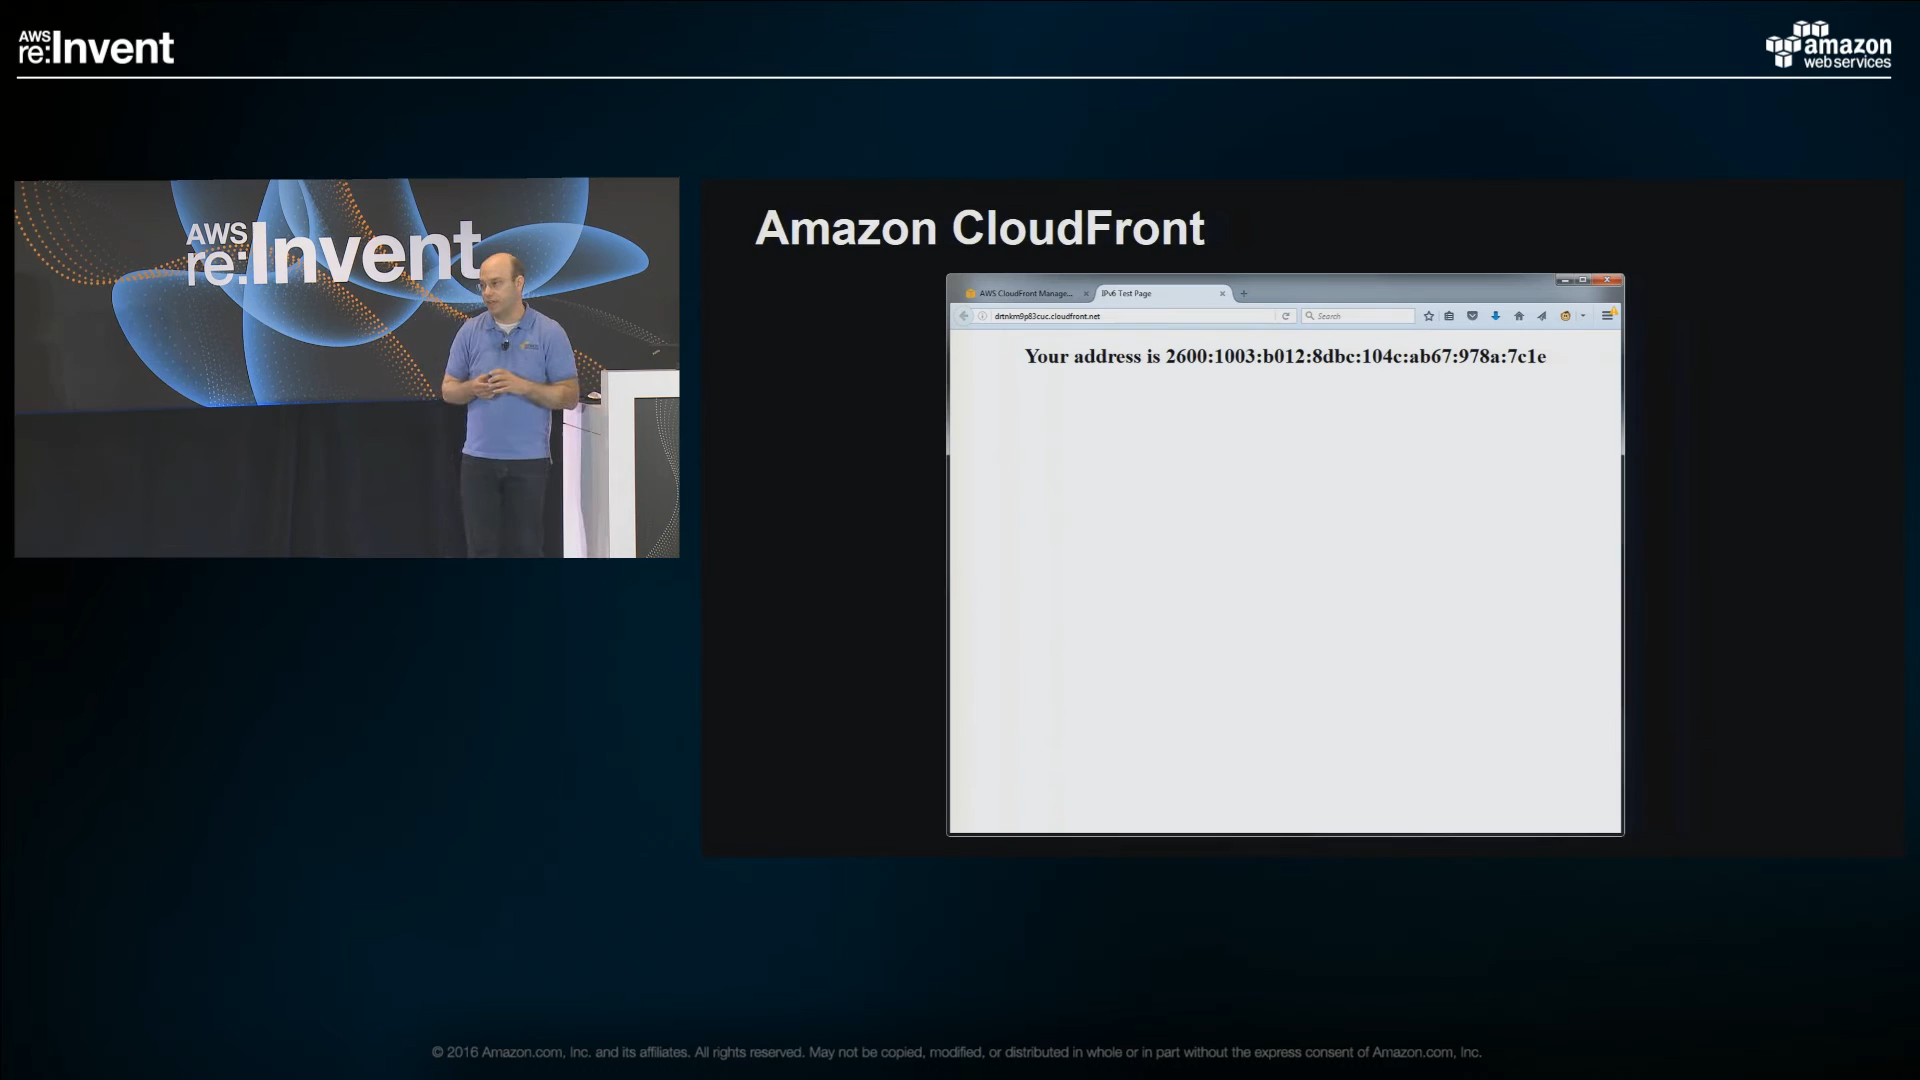 AWS
re:Invent
amazon
web services
AWS
re:Invent
Amazon CloudFront
AWS CloudFront Manage...
IPv6 Test Page
drtnkm9p83cuc.cloudfront.net
Search
Your address is 2600:1003:b012:8dbc:104c:ab67:978a:7c1e
© 2016 Amazon.com, Inc. and its affiliates. All rights reserved. May not be copied, modified, or distributed in whole or in part without the express consent of Amazon.com, Inc.